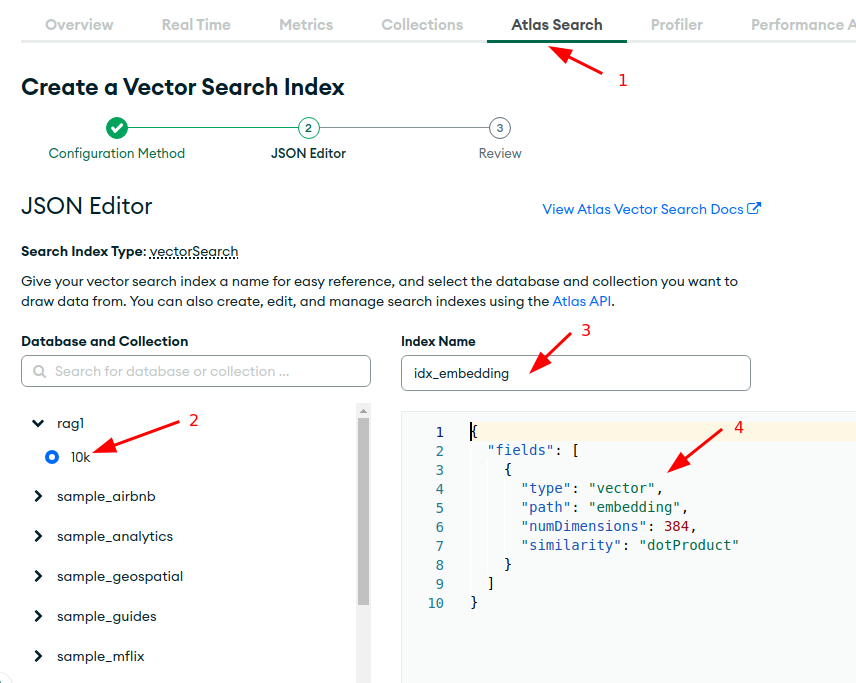 Overview Real Time Metrics Collections Atlas Search Profiler Performance A
1
Create a Vector Search Index
2 3
Configuration Method JSON Editor Review
JSON Editor
View Atlas Vector Search Docs
Search Index Type: vectorSearch
Give your vector search index a name for easy reference, and select the database and collection you want to
draw data from. You can also create, edit, and manage search indexes using the Atlas API.
Database and Collection
Search for database or collection ...
2
rag1
10k
sample_airbnb
sample_analytics
sample_geospatial
sample_guides
sample_mflix
Index Name
3
idx_embedding
4
1 {
2 "fields": [
3 {
4 "type": "vector",
5 "path": "embedding",
6 "numDimensions": 384,
7 "similarity": "dotProduct"
8 }
9 ]
10 }